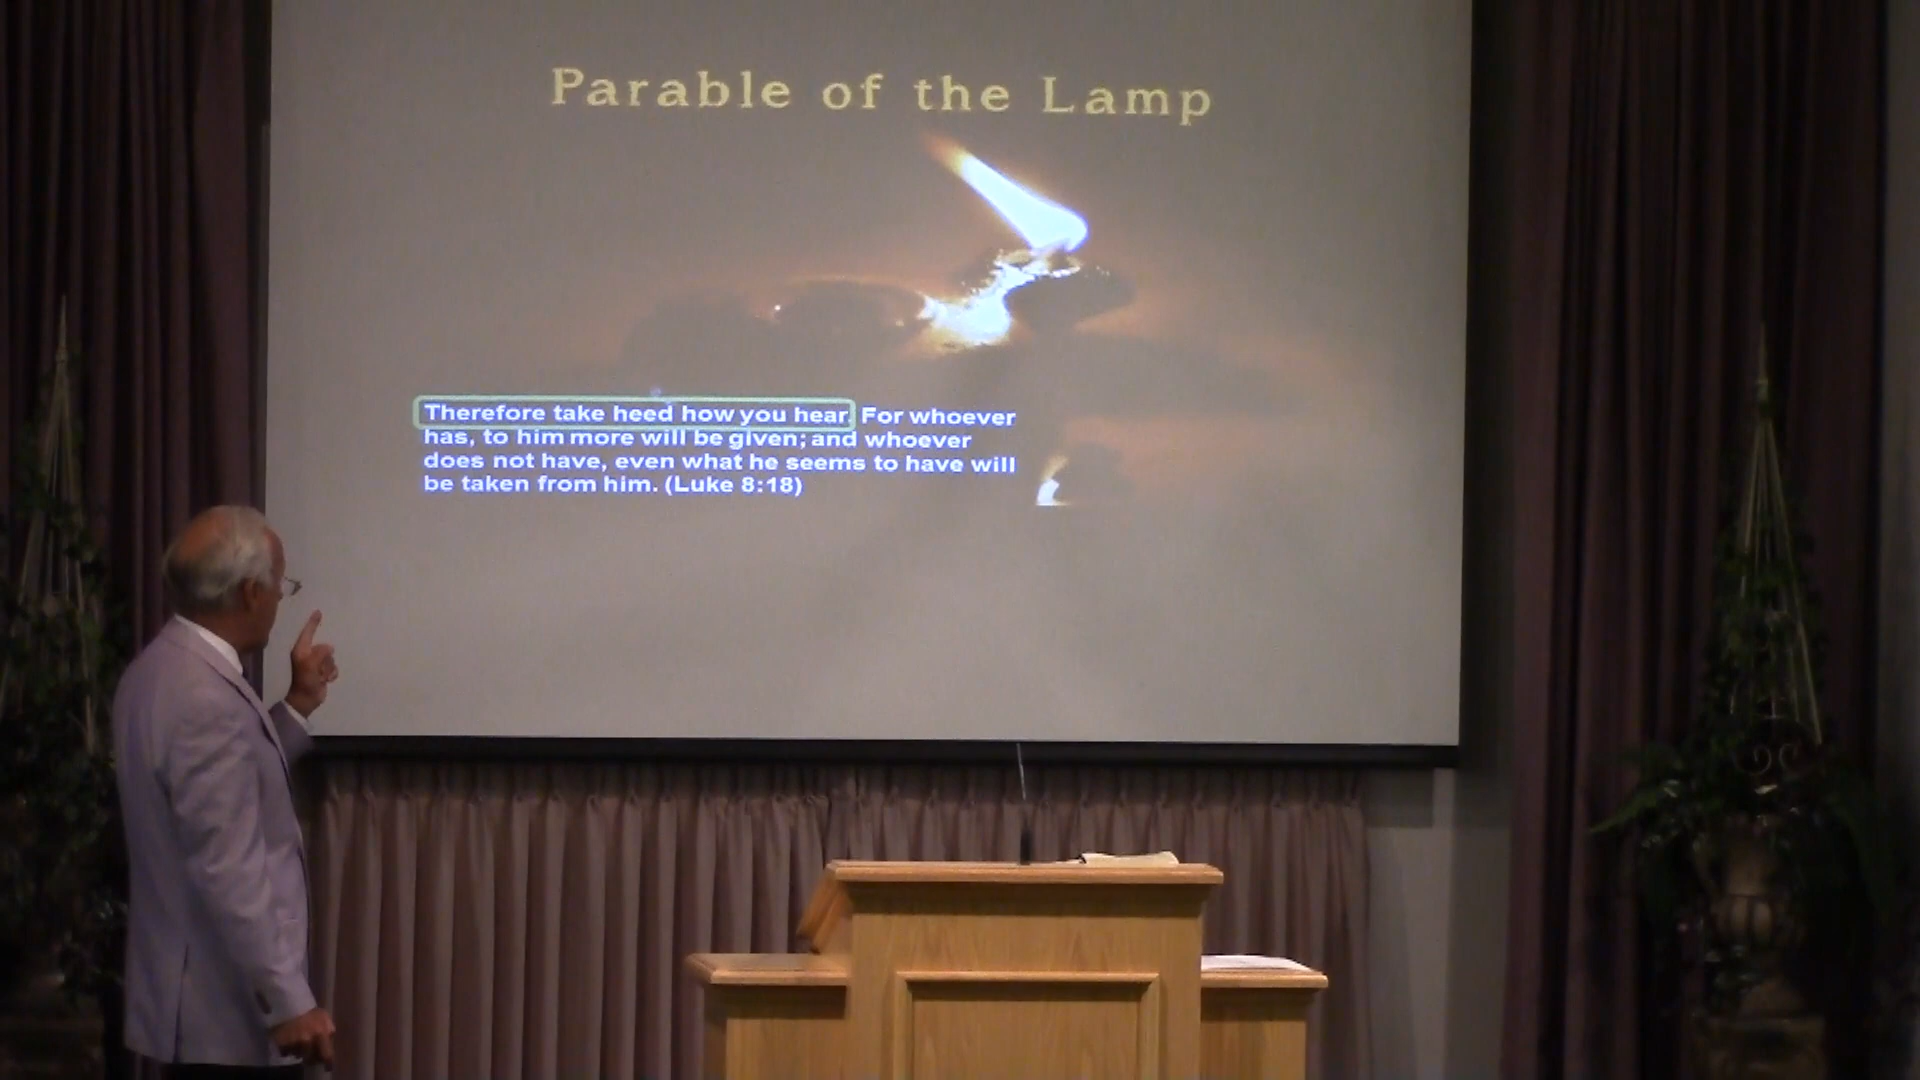 Parable of the Lamp
Therefore take heed how you hear. For whoever
has, to him more will be given; and whoever
does not have, even what he seems to have will
be taken from him. (Luke 8:18)